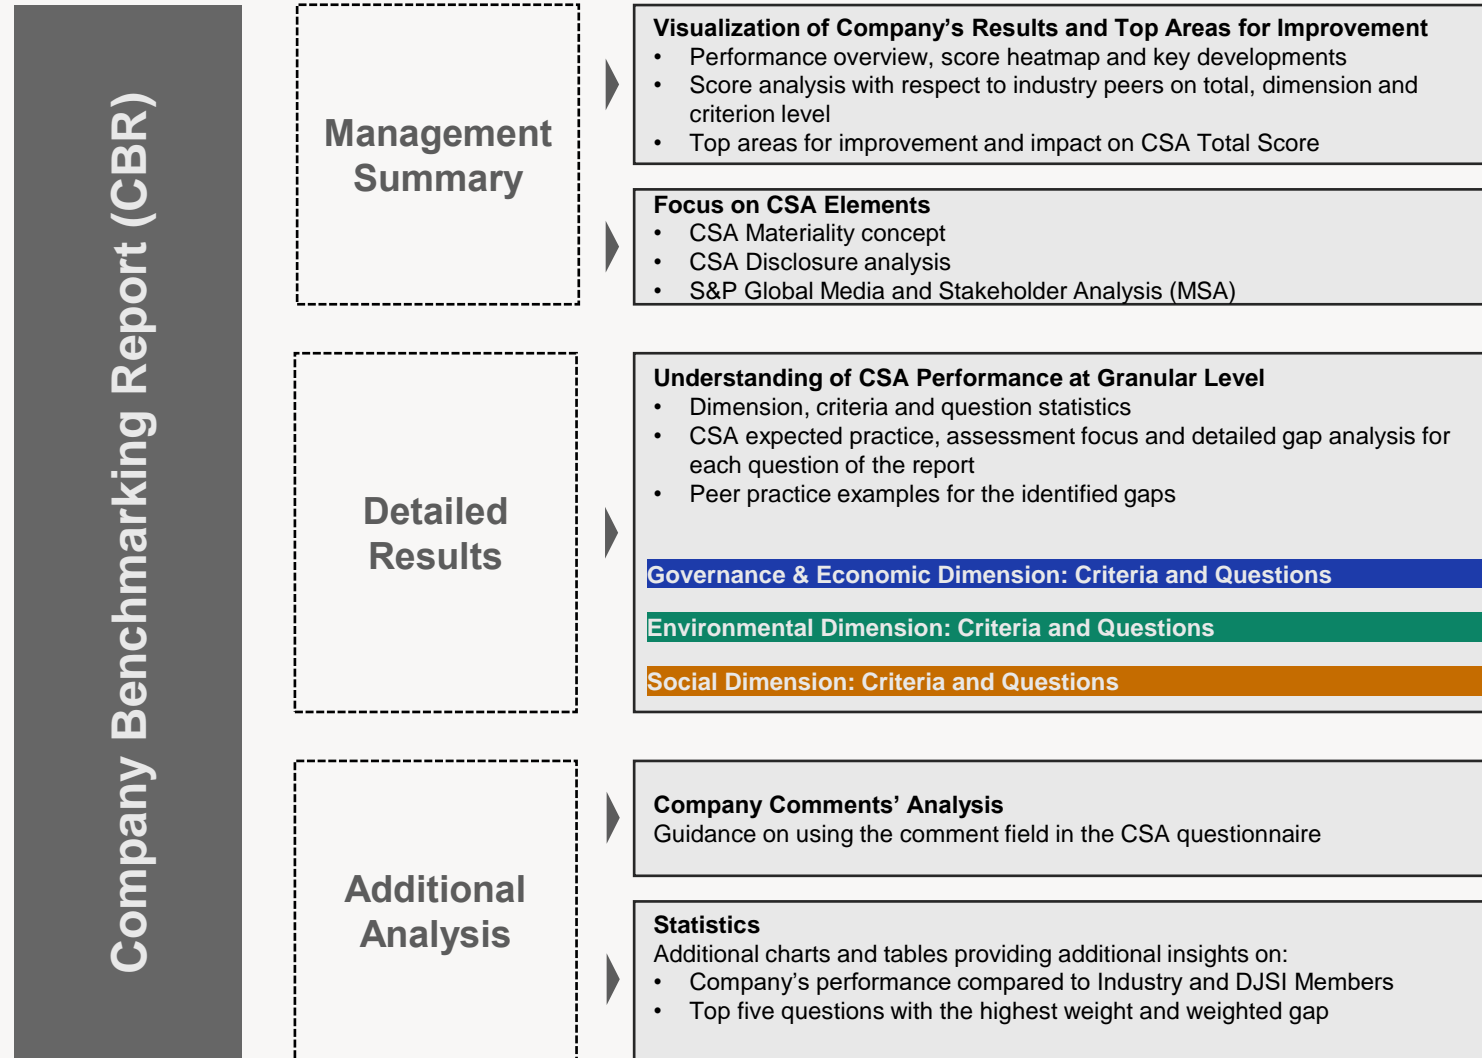 Company Benchmarking Report (CBR)
Management
Summary
Visualization of Company’s Results and Top Areas for Improvement
• Performance overview, score heatmap and key developments
• Score analysis with respect to industry peers on total, dimension and
criterion level
• Top areas for improvement and impact on CSA Total Score
Focus on CSA Elements
• CSA Materiality concept
• CSA Disclosure analysis
• S&P Global Media and Stakeholder Analysis (MSA)
Detailed
Results
Understanding of CSA Performance at Granular Level
• Dimension, criteria and question statistics
• CSA expected practice, assessment focus and detailed gap analysis for
each question of the report
• Peer practice examples for the identified gaps
Governance & Economic Dimension: Criteria and Questions
Environmental Dimension: Criteria and Questions
Social Dimension: Criteria and Questions
Additional
Analysis
Company Comments’ Analysis
Guidance on using the comment field in the CSA questionnaire
Statistics
Additional charts and tables providing additional insights on:
• Company’s performance compared to Industry and DJSI Members
• Top five questions with the highest weight and weighted gap